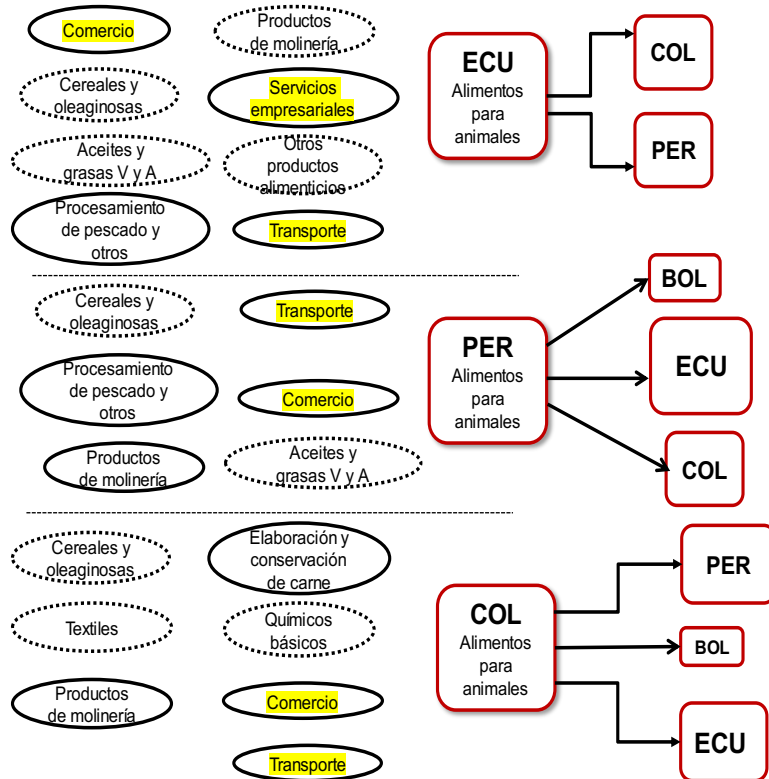 Comercio
Productos
de molinería
Cereales y
oleaginosas
Servicios
empresariales
Aceites y
grasas V y A
Otros
productos
alimenticios
Procesamiento
de pescado y
otros
Transporte
ECU
Alimentos
para
animales
COL
PER
Cereales y
oleaginosas
Transporte
Procesamiento
de pescado y
otros
Comercio
Productos
de molinería
Aceites y
grasas V y A
PER
Alimentos
para
animales
BOL
ECU
COL
Cereales y
oleaginosas
Elaboración y
conservación
de carne
Textiles
Químicos
básicos
Productos
de molinería
Comercio
Transporte
COL
Alimentos
para
animales
PER
BOL
ECU